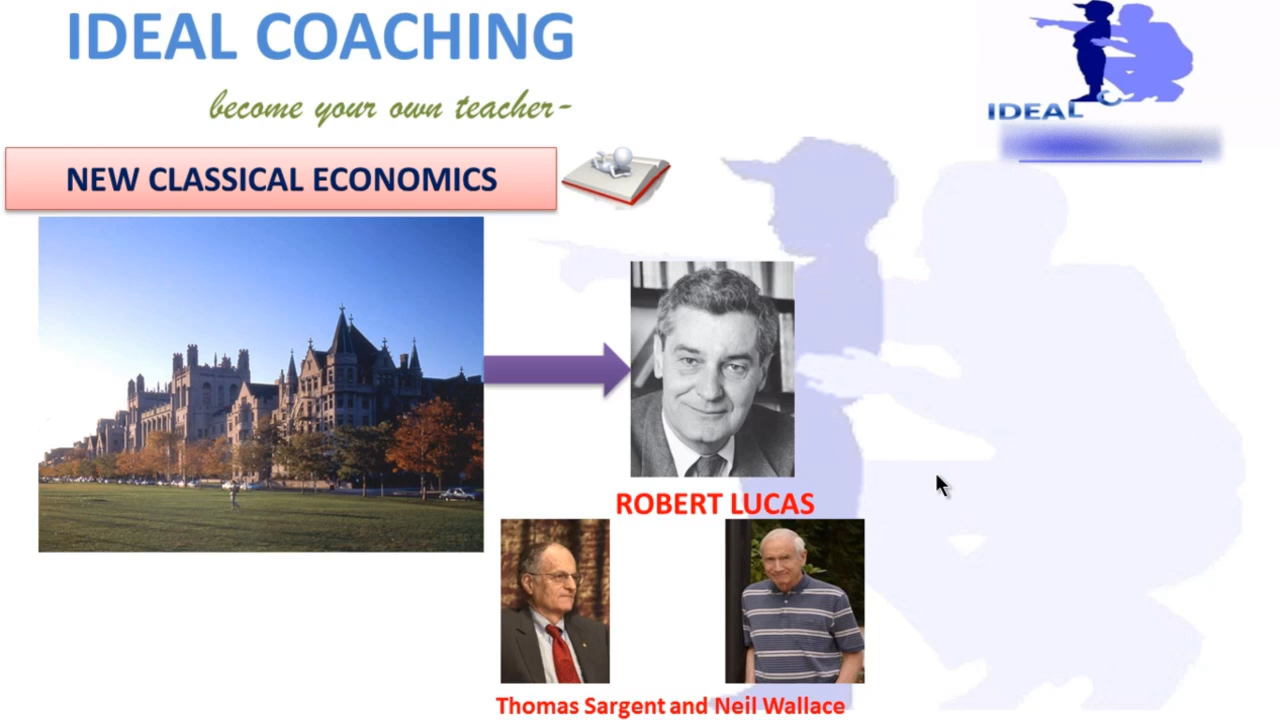 IDEAL COACHING
become your own teacher-
IDEAL C
NEW CLASSICAL ECONOMICS
ROBERT LUCAS
Thomas Sargent and Neil Wallace